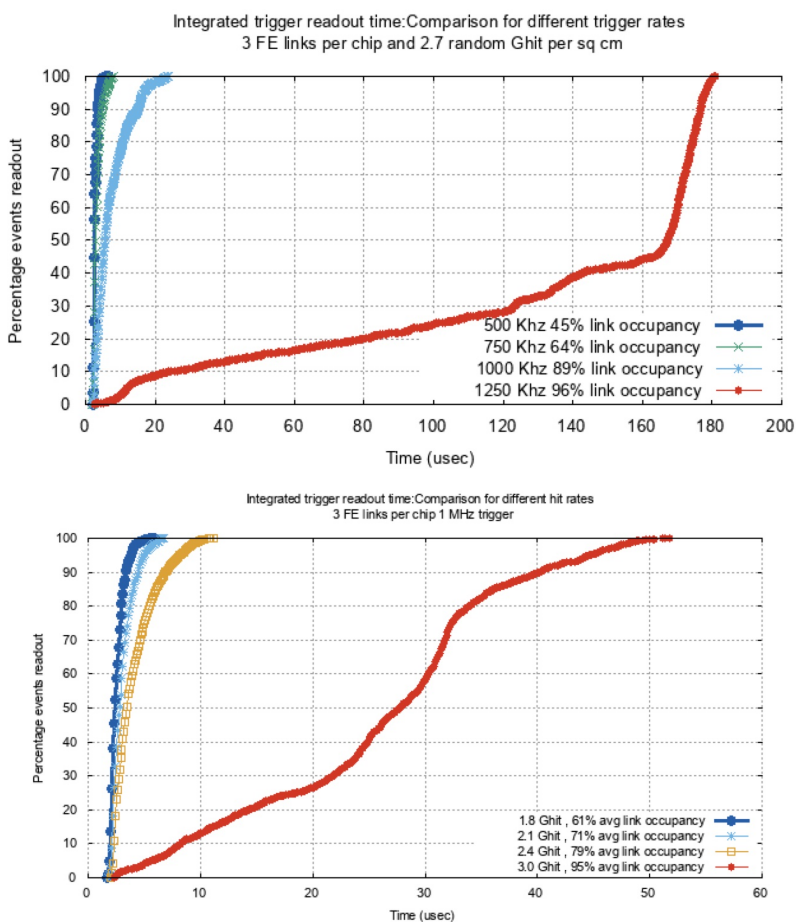 Integrated trigger readout time:Comparison for different trigger rates
3 FE links per chip and 2.7 random Ghit per sq cm
Percentage events readout
100
90
80
70
60
50
40
30
20
10
0
500 Khz 45% link occupancy
750 Khz 64% link occupancy
1000 Khz 89% link occupancy
1250 Khz 96% link occupancy
0 20 40 60 80 100 120 140 160 180 200
Time (usec)
Integrated trigger readout time:Comparison for different hit rates
3 FE links per chip 1 MHz trigger
Percentage events readout
100
90
80
70
60
50
40
30
20
10
0
1.8 Ghit , 61% avg link occupancy
2.1 Ghit , 71% avg link occupancy
2.4 Ghit , 79% avg link occupancy
3.0 Ghit , 95% avg link occupancy
0 10 20 30 40 50 60
Time (usec)